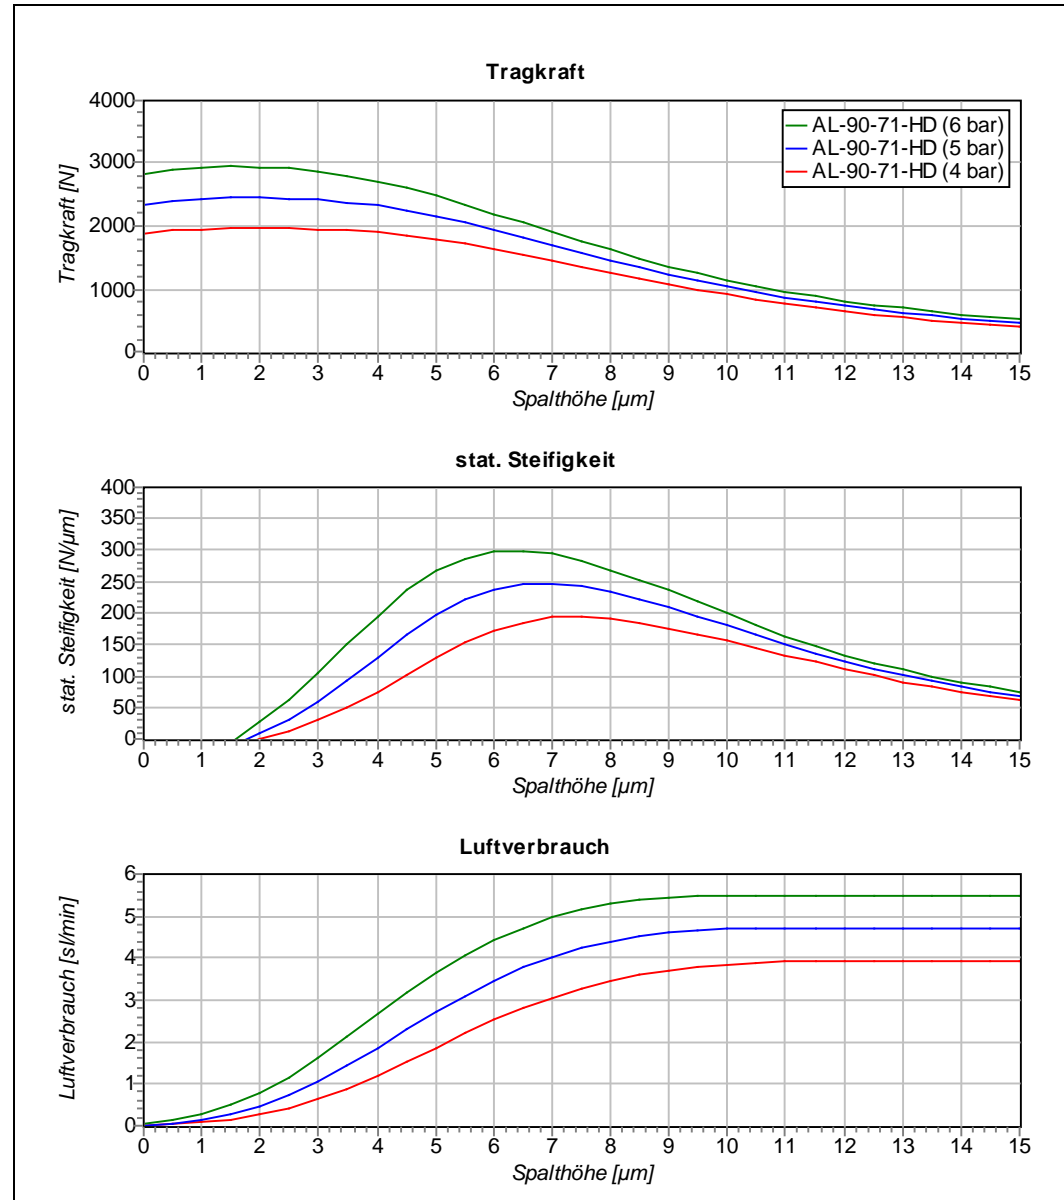 Tragkraft
Tragkraft [N]
4000
3000
2000
1000
0
AL-90-71-HD (6 bar)
AL-90-71-HD (5 bar)
AL-90-71-HD (4 bar)
0 1 2 3 4 5 6 7 8 9 10 11 12 13 14 15
Spalthöhe [µm]
stat. Steifigkeit
stat. Steifigkeit [N/µm]
400
350
300
250
200
150
100
50
0
0 1 2 3 4 5 6 7 8 9 10 11 12 13 14 15
Spalthöhe [µm]
Luftverbrauch
Luftverbrauch [sl/min]
6
5
4
3
2
1
0
0 1 2 3 4 5 6 7 8 9 10 11 12 13 14 15
Spalthöhe [µm]